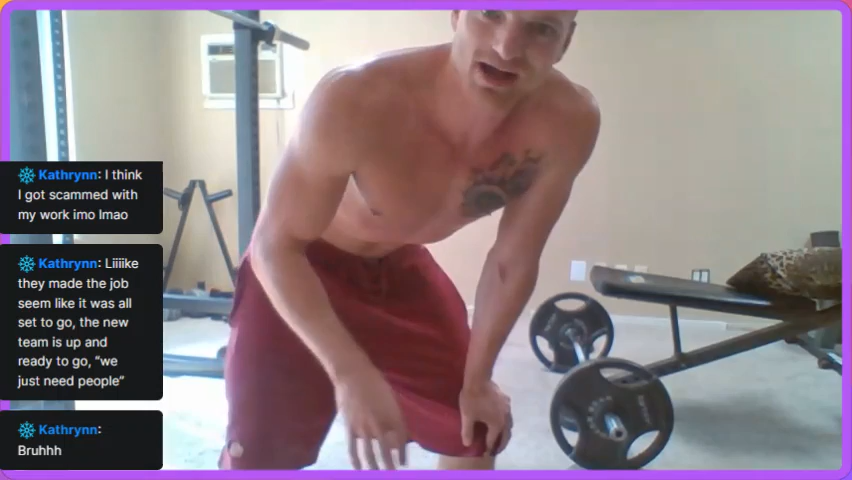 Kathrynn: I think
I got scammed with
my work imo lmao
Kathrynn: Liiiike
they made the job
seem like it was all
set to go, the new
team is up and
ready to go, "we
just need people"
Kathrynn:
Bruhhh